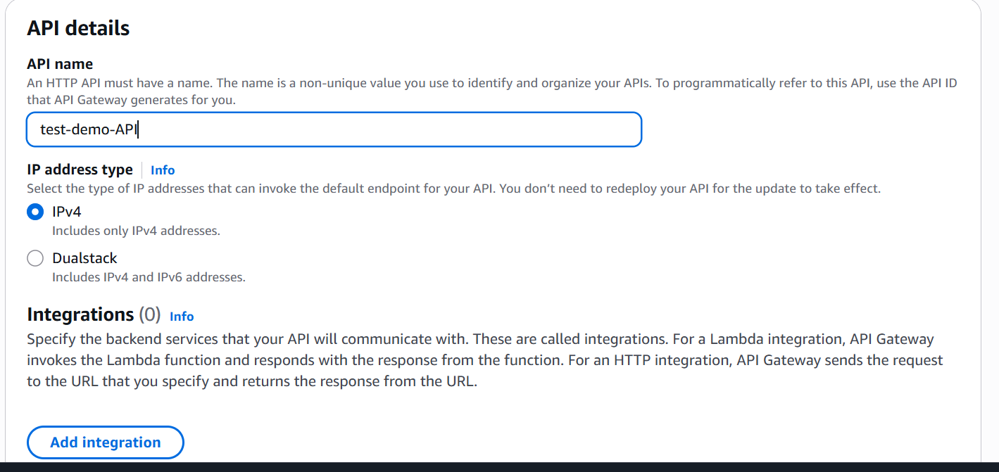 API details
API name
An HTTP API must have a name. The name is a non-unique value you use to identify and organize your APIs. To programmatically refer to this API, use the API ID
that API Gateway generates for you.
test-demo-API
IP address type Info
Select the type of IP addresses that can invoke the default endpoint for your API. You don’t need to redeploy your API for the update to take effect.
IPv4
Includes only IPv4 addresses.
Dualstack
Includes IPv4 and IPv6 addresses.
Integrations (0) Info
Specify the backend services that your API will communicate with. These are called integrations. For a Lambda integration, API Gateway
invokes the Lambda function and responds with the response from the function. For an HTTP integration, API Gateway sends the request
to the URL that you specify and returns the response from the URL.
Add integration